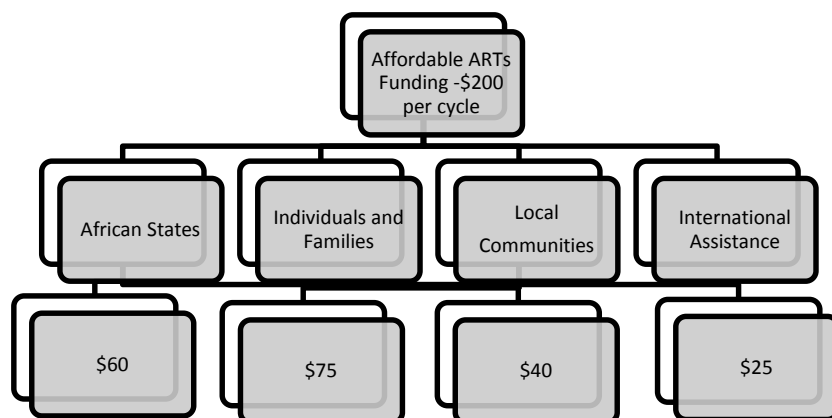 Affordable ARTs
Funding -$200
per cycle
African States
Individuals and
Families
Local
Communities
International
Assistance
$60
$75
$40
$25